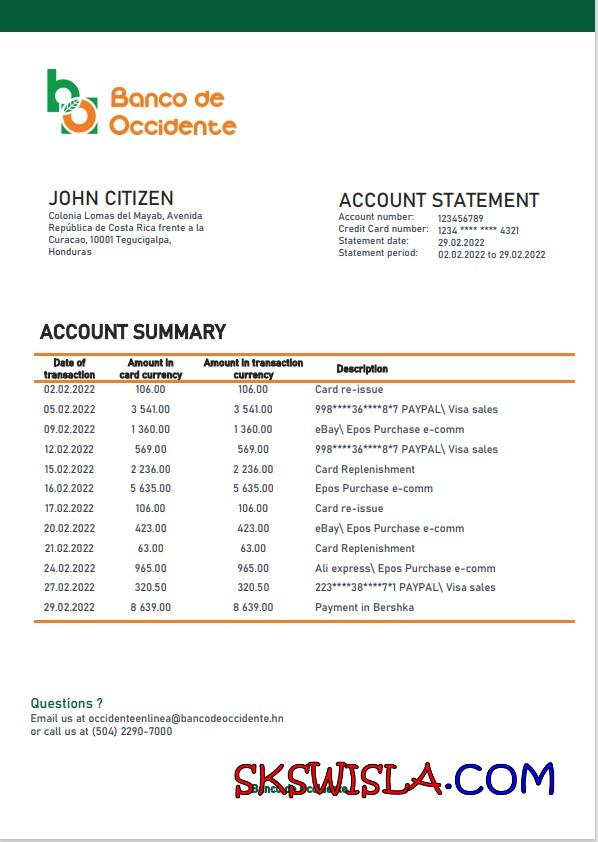 Banco de
Occidente
JOHN CITIZEN
Colonia Lomas del Mayab, Avenida
República de Costa Rica frente a la
Curacao, 10001 Tegucigalpa,
Honduras
ACCOUNT STATEMENT
Account number: 123456789
Credit Card number: 1234 **** **** 4321
Statement date: 29.02.2022
Statement period: 02.02.2022 to 29.02.2022
ACCOUNT SUMMARY
Date of transaction Amount in card currency Amount in transaction currency Description
02.02.2022 106.00 106.00 Card re-issue
05.02.2022 3 541.00 3 541.00 998****36****8*7 PAYPAL\ Visa sales
09.02.2022 1 360.00 1 360.00 eBay\ Epos Purchase e-comm
12.02.2022 569.00 569.00 998****36****8*7 PAYPAL\ Visa sales
15.02.2022 2 236.00 2 236.00 Card Replenishment
16.02.2022 5 635.00 5 635.00 Epos Purchase e-comm
17.02.2022 106.00 106.00 Card re-issue
20.02.2022 423.00 423.00 eBay\ Epos Purchase e-comm
21.02.2022 63.00 63.00 Card Replenishment
24.02.2022 965.00 965.00 Ali express\ Epos Purchase e-comm
27.02.2022 320.50 320.50 223****38****7*1 PAYPAL\ Visa sales
29.02.2022 8 639.00 8 639.00 Payment in Bershka
Questions ?
Email us at occidenteenlinea@bancodeoccidente.hn
or call us at (504) 2290-7000
SKSWISLA.COM
Banco de Occidente